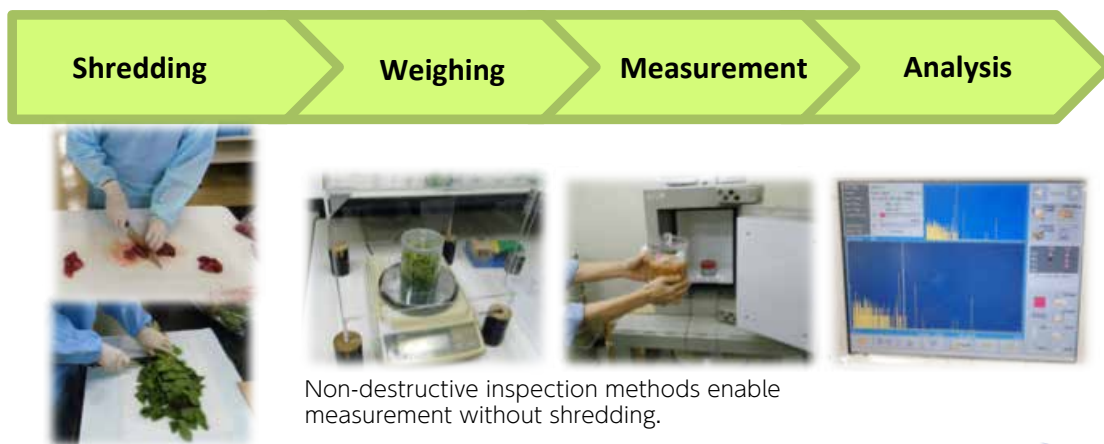 Shredding
Weighing
Measurement
Analysis
Non-destructive inspection methods enable
measurement without shredding.